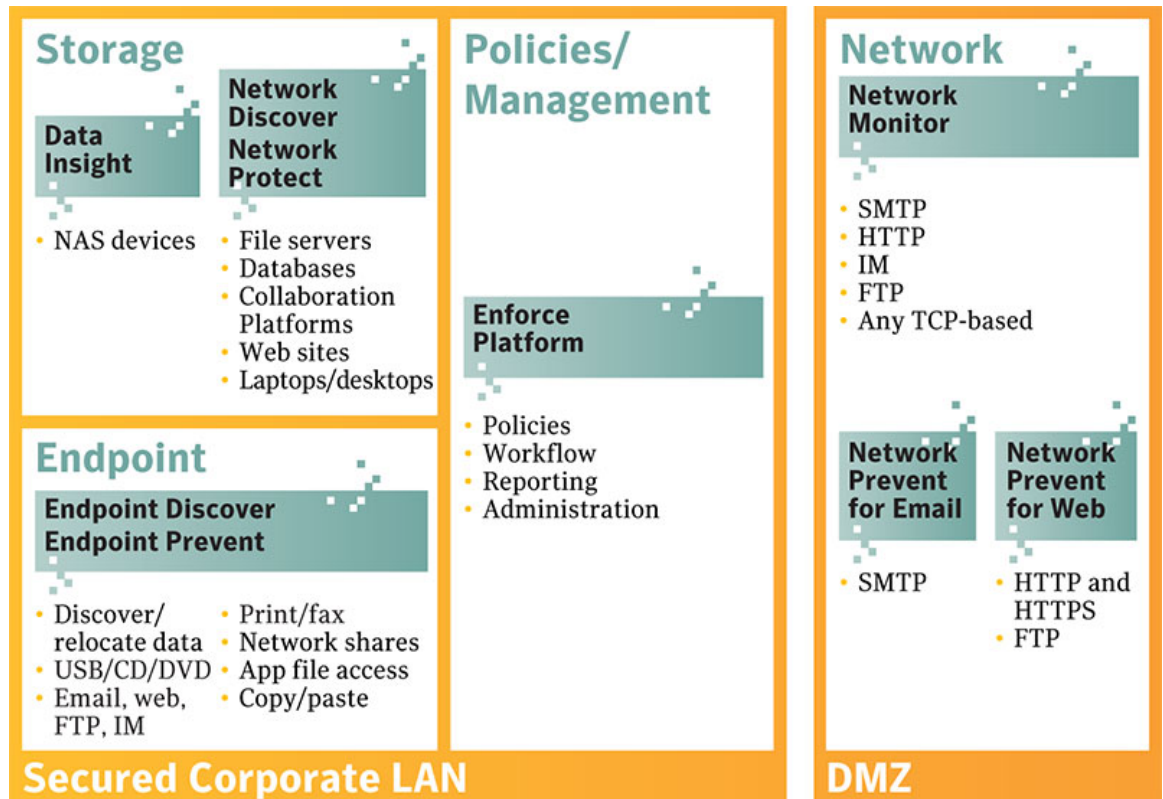 Storage
Data
Insight
• NAS devices
Network
Discover
Network
Protect
• File servers
• Databases
• Collaboration
Platforms
• Web sites
• Laptops/desktops
Endpoint
Endpoint Discover
Endpoint Prevent
• Discover/
relocate data
• USB/CD/DVD
• Email, web,
FTP, IM
• Print/fax
• Network shares
• App file access
• Copy/paste
Policies/
Management
Enforce
Platform
• Policies
• Workflow
• Reporting
• Administration
Secured Corporate LAN
Network
Network
Monitor
• SMTP
• HTTP
• IM
• FTP
• Any TCP-based
Network
Prevent
for Email
• SMTP
Network
Prevent
for Web
• HTTP and
HTTPS
• FTP
DMZ